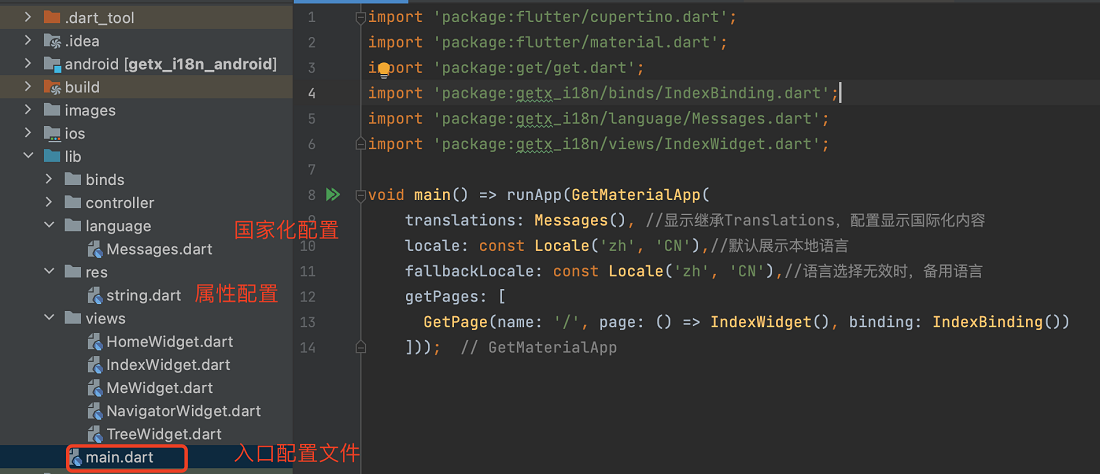 .dart_tool
.idea
android [getx_i18n_android]
build
images
ios
lib
binds
controller
language
国家化配置
Messages.dart
res
string.dart
属性配置
views
HomeWidget.dart
IndexWidget.dart
MeWidget.dart
NavigatorWidget.dart
TreeWidget.dart
main.dart
入口配置文件
1 import 'package:flutter/cupertino.dart';
2 import 'package:flutter/material.dart';
3 import 'package:get/get.dart';
4 import 'package:getx_i18n/binds/IndexBinding.dart';
5 import 'package:getx_i18n/language/Messages.dart';
6 import 'package:getx_i18n/views/IndexWidget.dart';
7
8 void main() => runApp(GetMaterialApp(
9 translations: Messages(), //显示继承Translations，配置显示国际化内容
10 locale: const Locale('zh', 'CN'),//默认展示本地语言
11 fallbackLocale: const Locale('zh', 'CN'),//语言选择无效时，备用语言
12 getPages: [
13 GetPage(name: '/', page: () => IndexWidget(), binding: IndexBinding())
14 ])); // GetMaterialApp